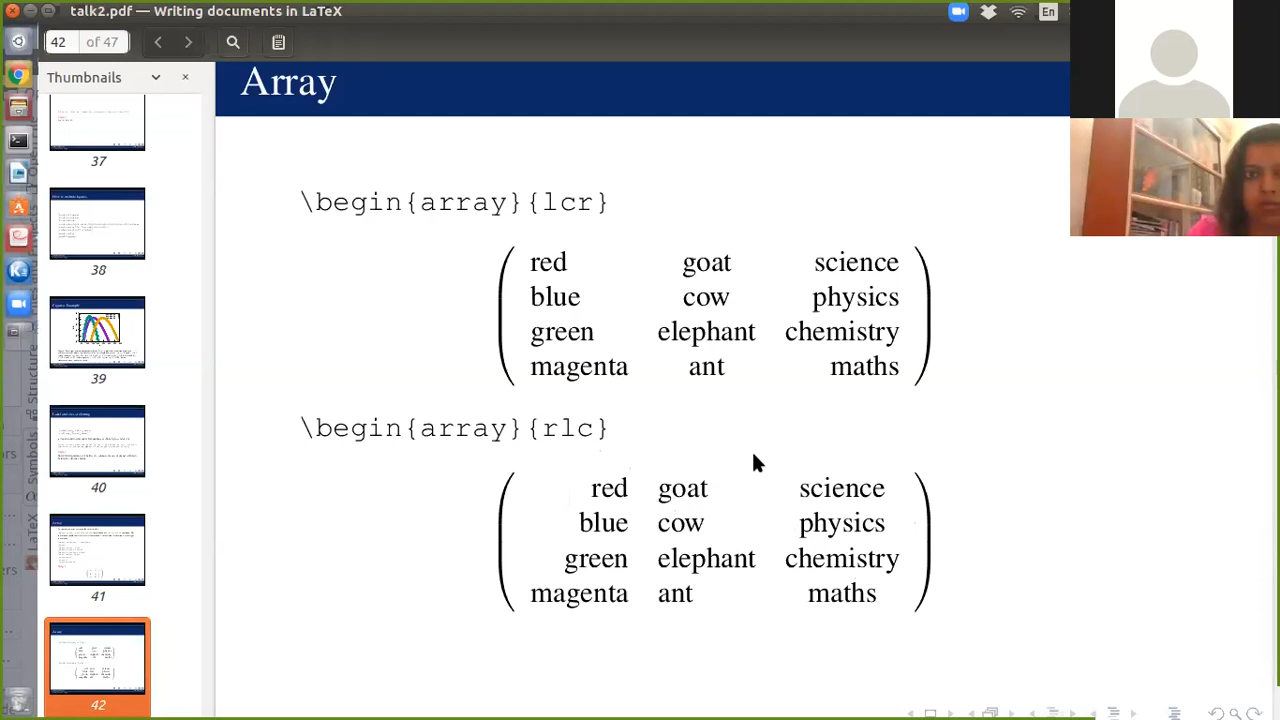 talk2.pdf — Writing documents in LaTeX
En
42 of 47
Thumbnails
37
38
39
40
41
42
Array
\begin{array}{lcr}
red goat science
blue cow physics
green elephant chemistry
magenta ant maths
\begin{array}{rlc}
red goat science
blue cow physics
green elephant chemistry
magenta ant maths